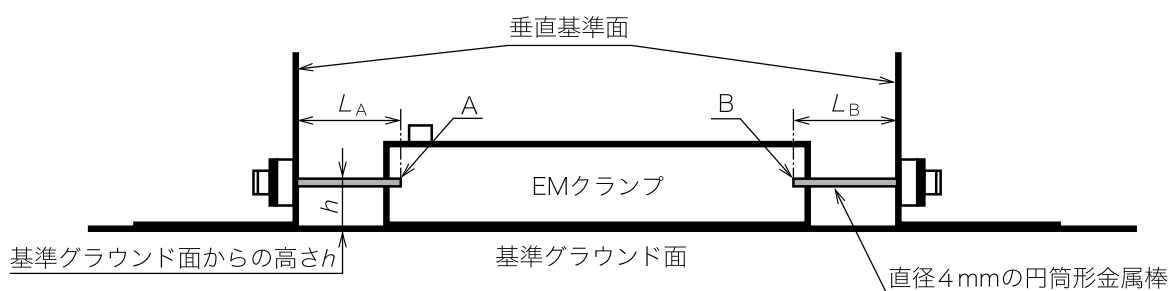 垂直基準面
LA
A
B
LB
EMクランプ
h
基準グラウンド面からの高さh
基準グラウンド面
直径4mmの円筒形金属棒